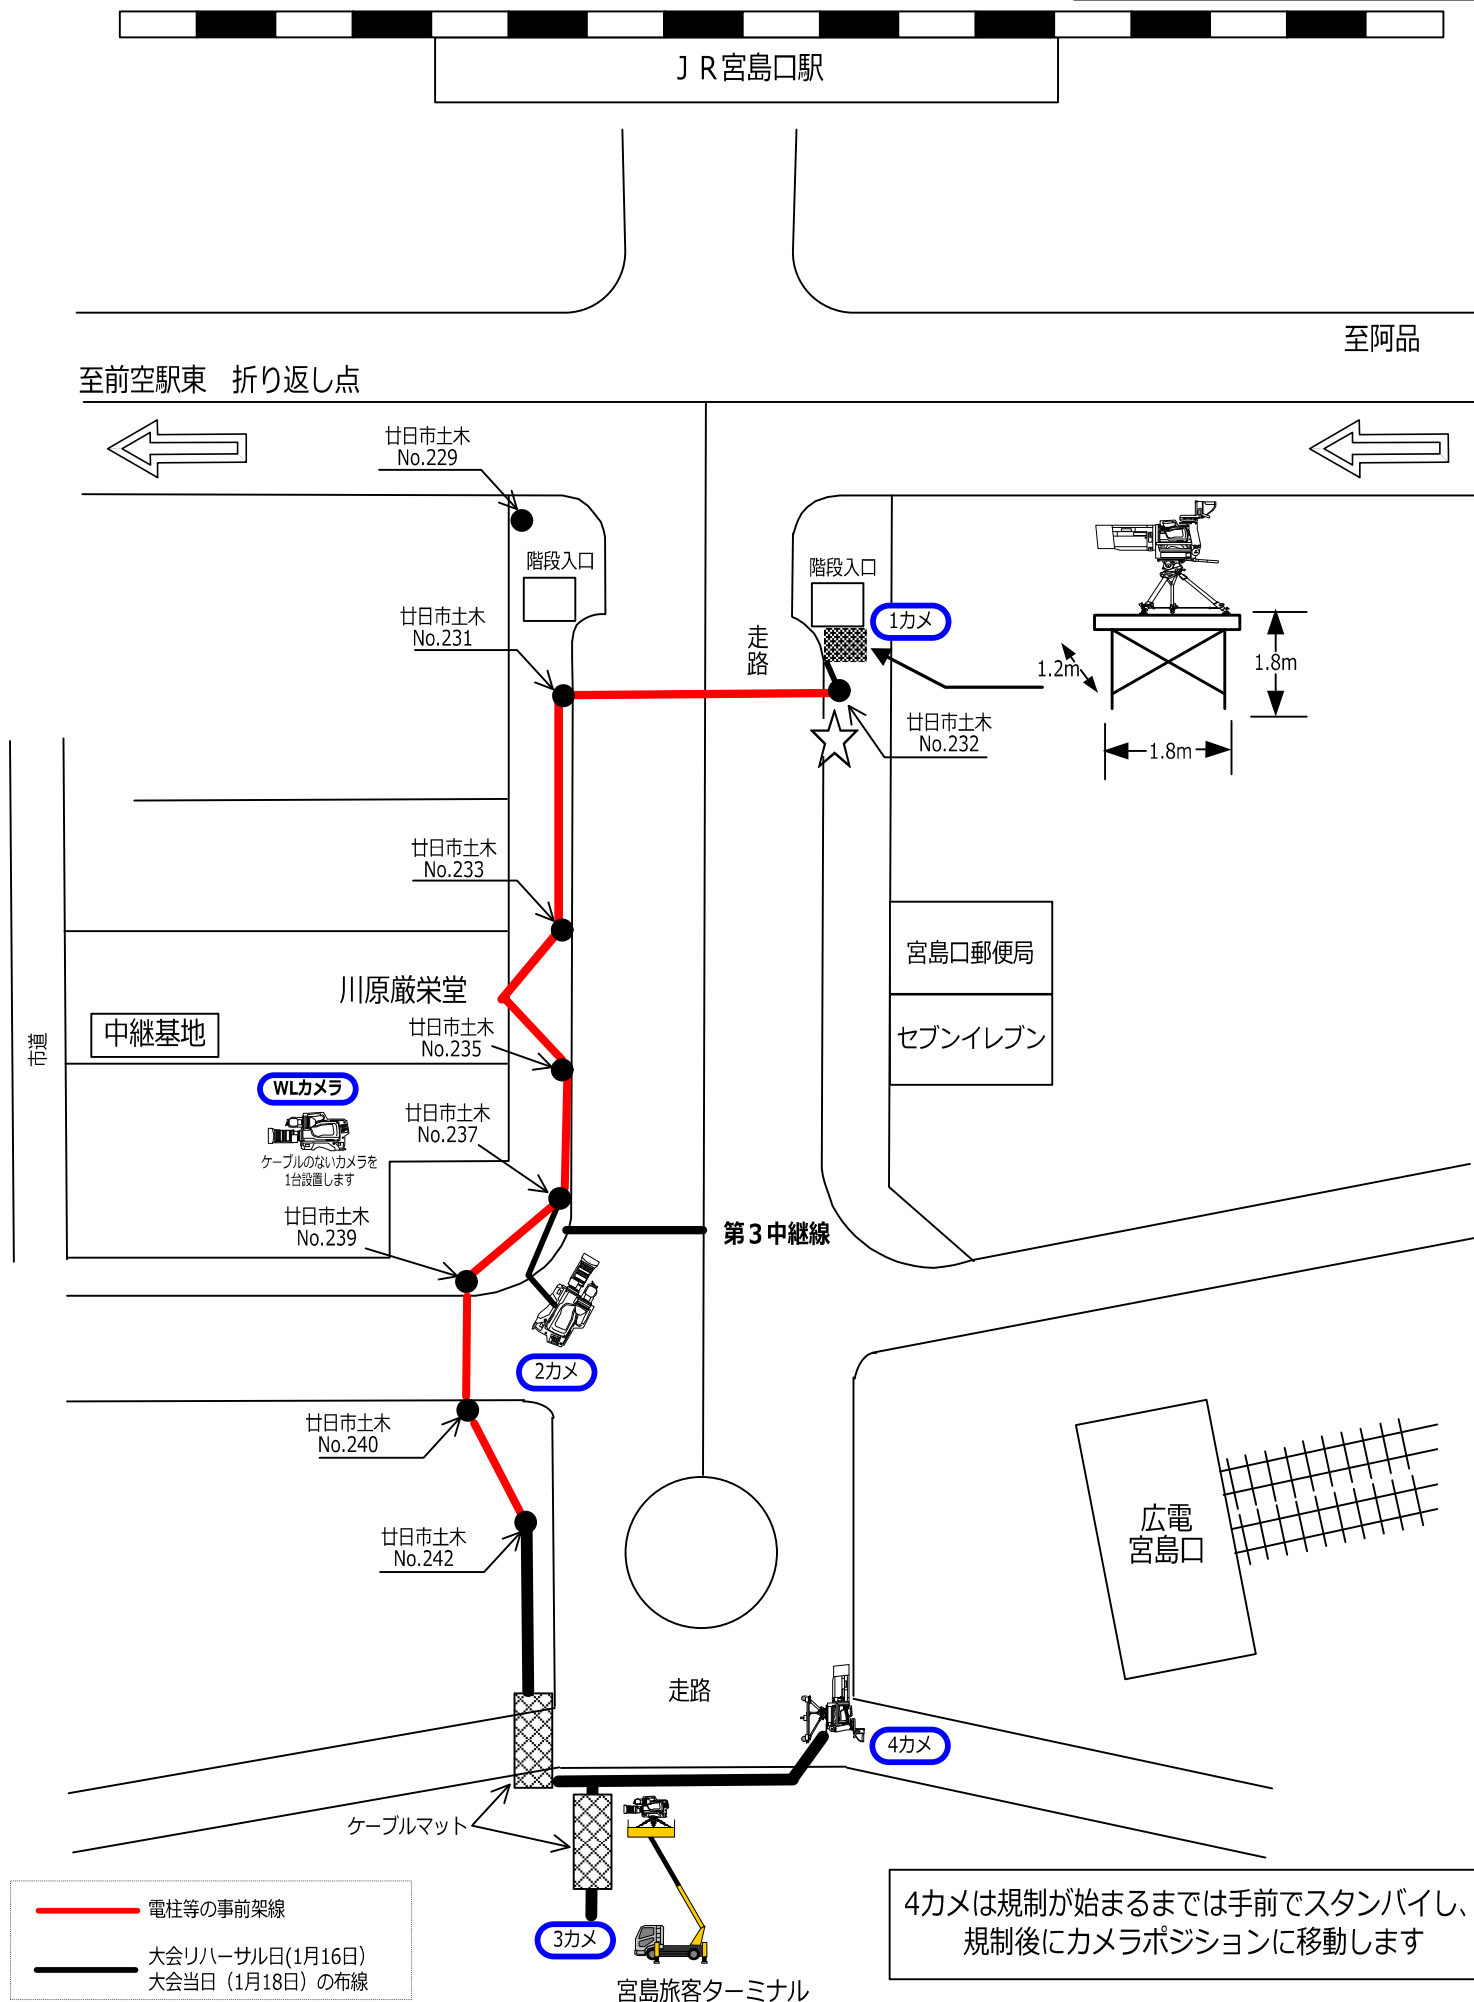 ＪＲ宮島口駅
至阿品
至前空駅東　折り返し点
廿日市土木
No.229
階段入口
階段入口
廿日市土木
No.231
走
路
1カメ
1.2m
1.8m
1.8m
廿日市土木
No.232
廿日市土木
No.233
宮島口郵便局
川原厳栄堂
中継基地
市道
廿日市土木
No.235
セブンイレブン
WLカメラ
ケーブルのないカメラを
1台設置します
廿日市土木
No.237
廿日市土木
No.239
第３中継線
2カメ
廿日市土木
No.240
広電
宮島口
廿日市土木
No.242
走路
4カメ
ケーブルマット
3カメ
宮島旅客ターミナル
電柱等の事前架線
大会リハーサル日(1月16日)
大会当日（1月18日）の布線
4カメは規制が始まるまでは手前でスタンバイし、
規制後にカメラポジションに移動します